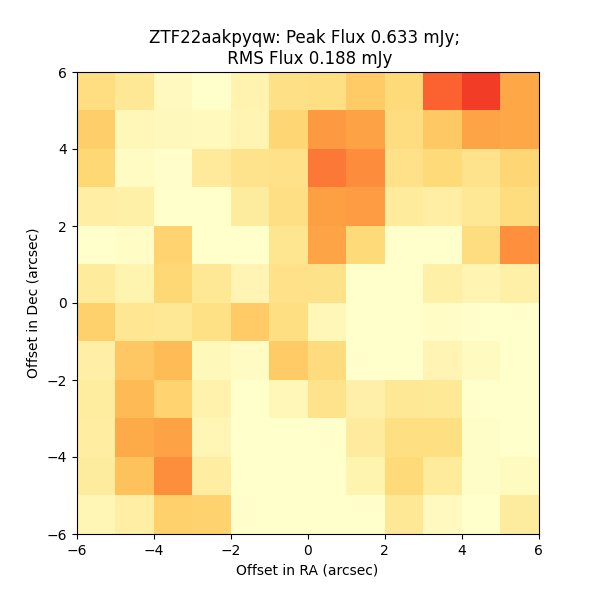 ZTF22aakpyqw: Peak Flux 0.633 mJy;
RMS Flux 0.188 mJy
6
4
2
0
−2
−4
−6
Offset in Dec (arcsec)
−6 −4 −2 0 2 4 6
Offset in RA (arcsec)